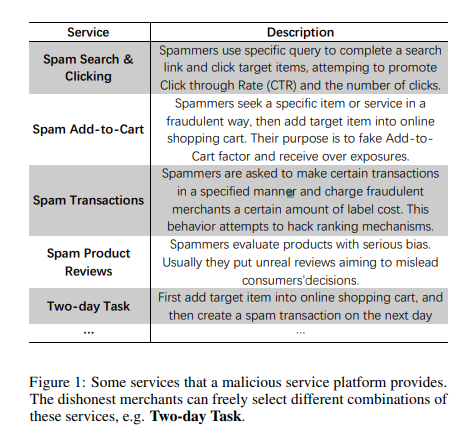 Service Description
Spam Search & Clicking
Spammers use specific query to complete a search
link and click target items, attempting to promote
Click through Rate (CTR) and the number of clicks.
Spam Add-to-Cart
Spammers seek a specific item or service in a
fraudulent way, then add target item into online
shopping cart. Their purpose is to fake Add-to-
Cart factor and receive over exposures.
Spam Transactions
Spammers are asked to make certain transactions
in a specified manner and charge fraudulent
merchants a certain amount of label cost. This
behavior attempts to hack ranking mechanisms.
Spam Product
Reviews
Spammers evaluate products with serious bias.
Usually they put unreal reviews aiming to mislead
consumers'decisions.
Two-day Task
First add target item into online shopping cart, and
then create a spam transaction on the next day
... ...
Figure 1: Some services that a malicious service platform provides.
The dishonest merchants can freely select different combinations of
these services, e.g. Two-day Task.